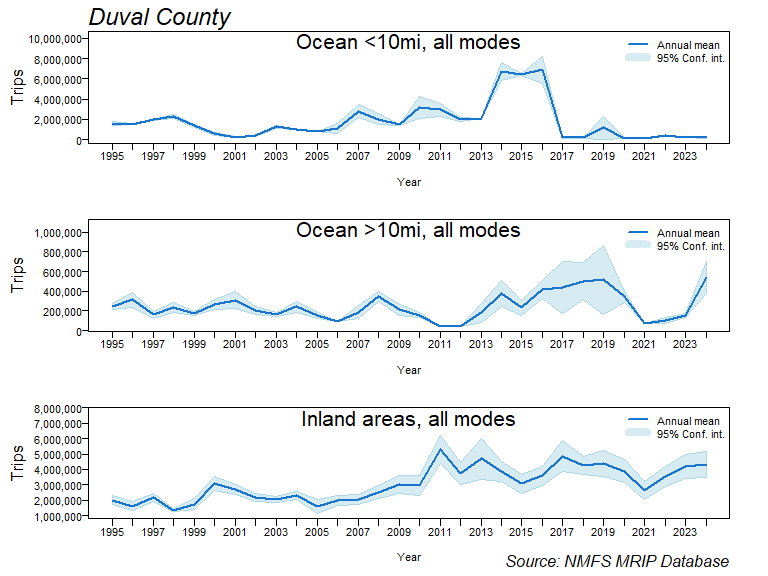 Duval County
Ocean <10mi, all modes
Annual mean
95% Conf. int.
Trips
10,000,000
8,000,000
6,000,000
4,000,000
2,000,000
0
1995 1997 1999 2001 2003 2005 2007 2009 2011 2013 2015 2017 2019 2021 2023
Year
Ocean >10mi, all modes
Annual mean
95% Conf. int.
Trips
1,000,000
800,000
600,000
400,000
200,000
0
1995 1997 1999 2001 2003 2005 2007 2009 2011 2013 2015 2017 2019 2021 2023
Year
Inland areas, all modes
Annual mean
95% Conf. int.
Trips
8,000,000
7,000,000
6,000,000
5,000,000
4,000,000
3,000,000
2,000,000
1,000,000
1995 1997 1999 2001 2003 2005 2007 2009 2011 2013 2015 2017 2019 2021 2023
Year
Source: NMFS MRIP Database